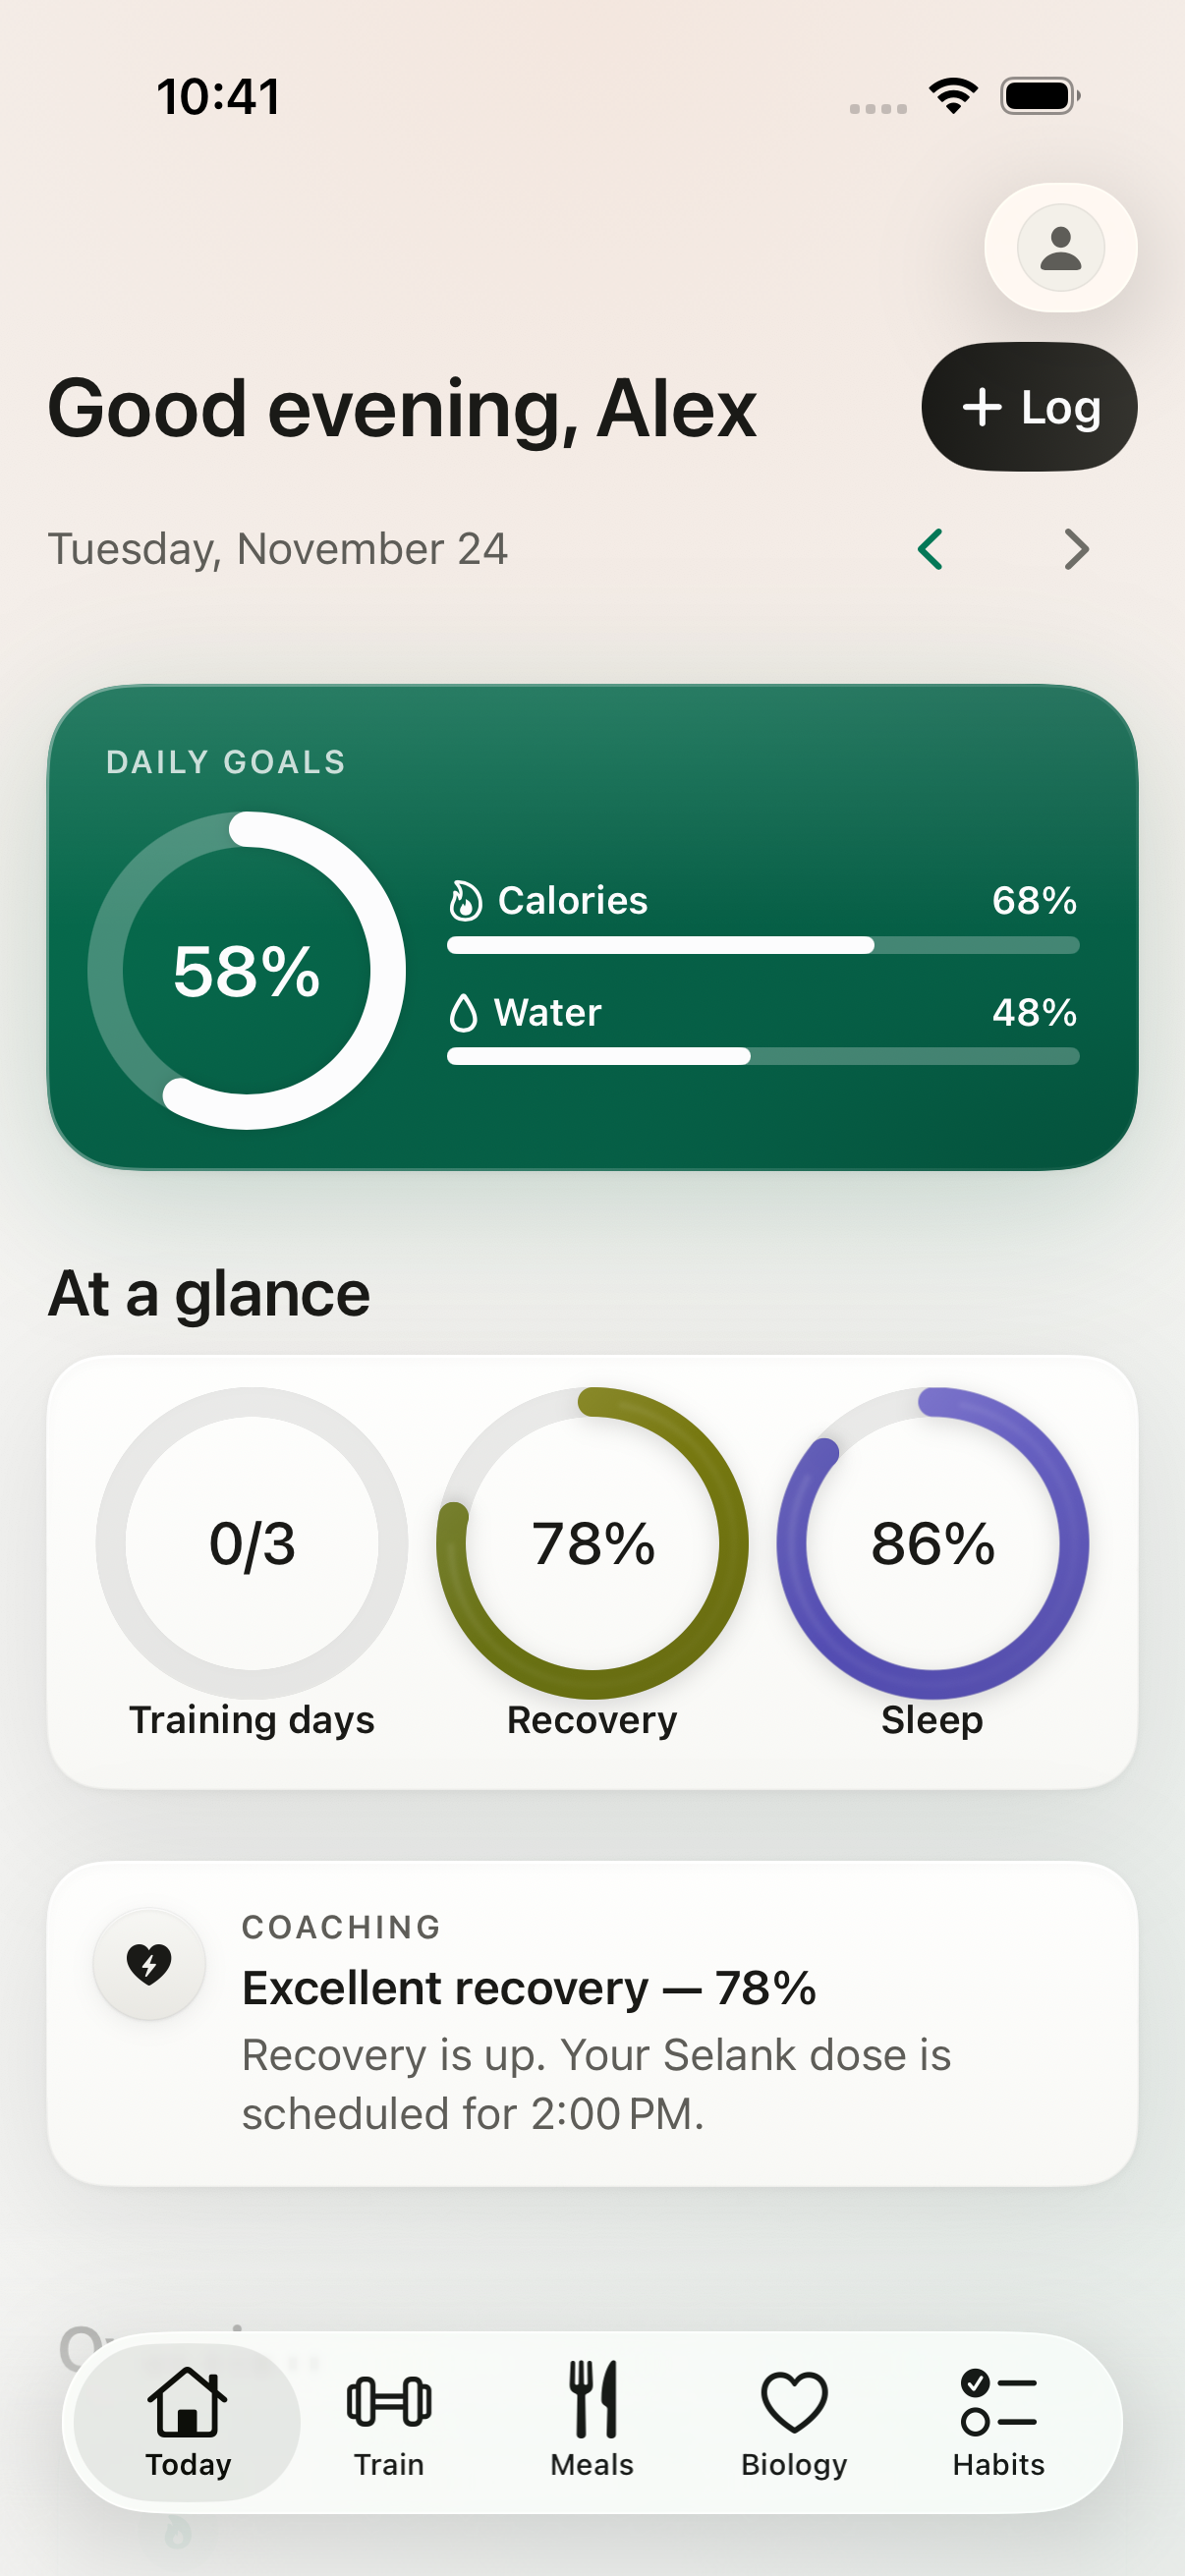 10:41
Good evening, Alex
+ Log
Tuesday, November 24
DAILY GOALS
58%
Calories 68%
Water 48%
At a glance
0/3 78% 86%
Training days Recovery Sleep
COACHING
Excellent recovery — 78%
Recovery is up. Your Selank dose is
scheduled for 2:00 PM.
Today Train Meals Biology Habits